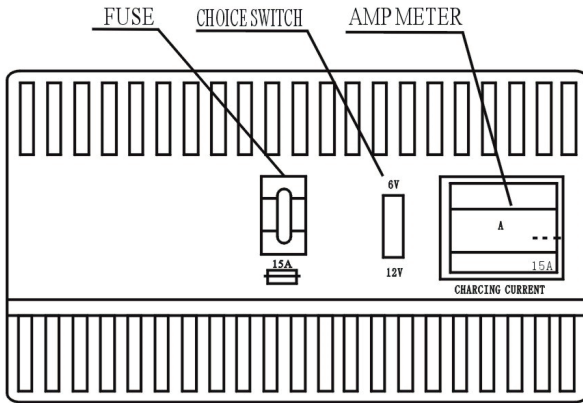 FUSE
CHOICE SWITCH
AMP METER
6V
A
15A
15A
12V
CHARCING CURRENT